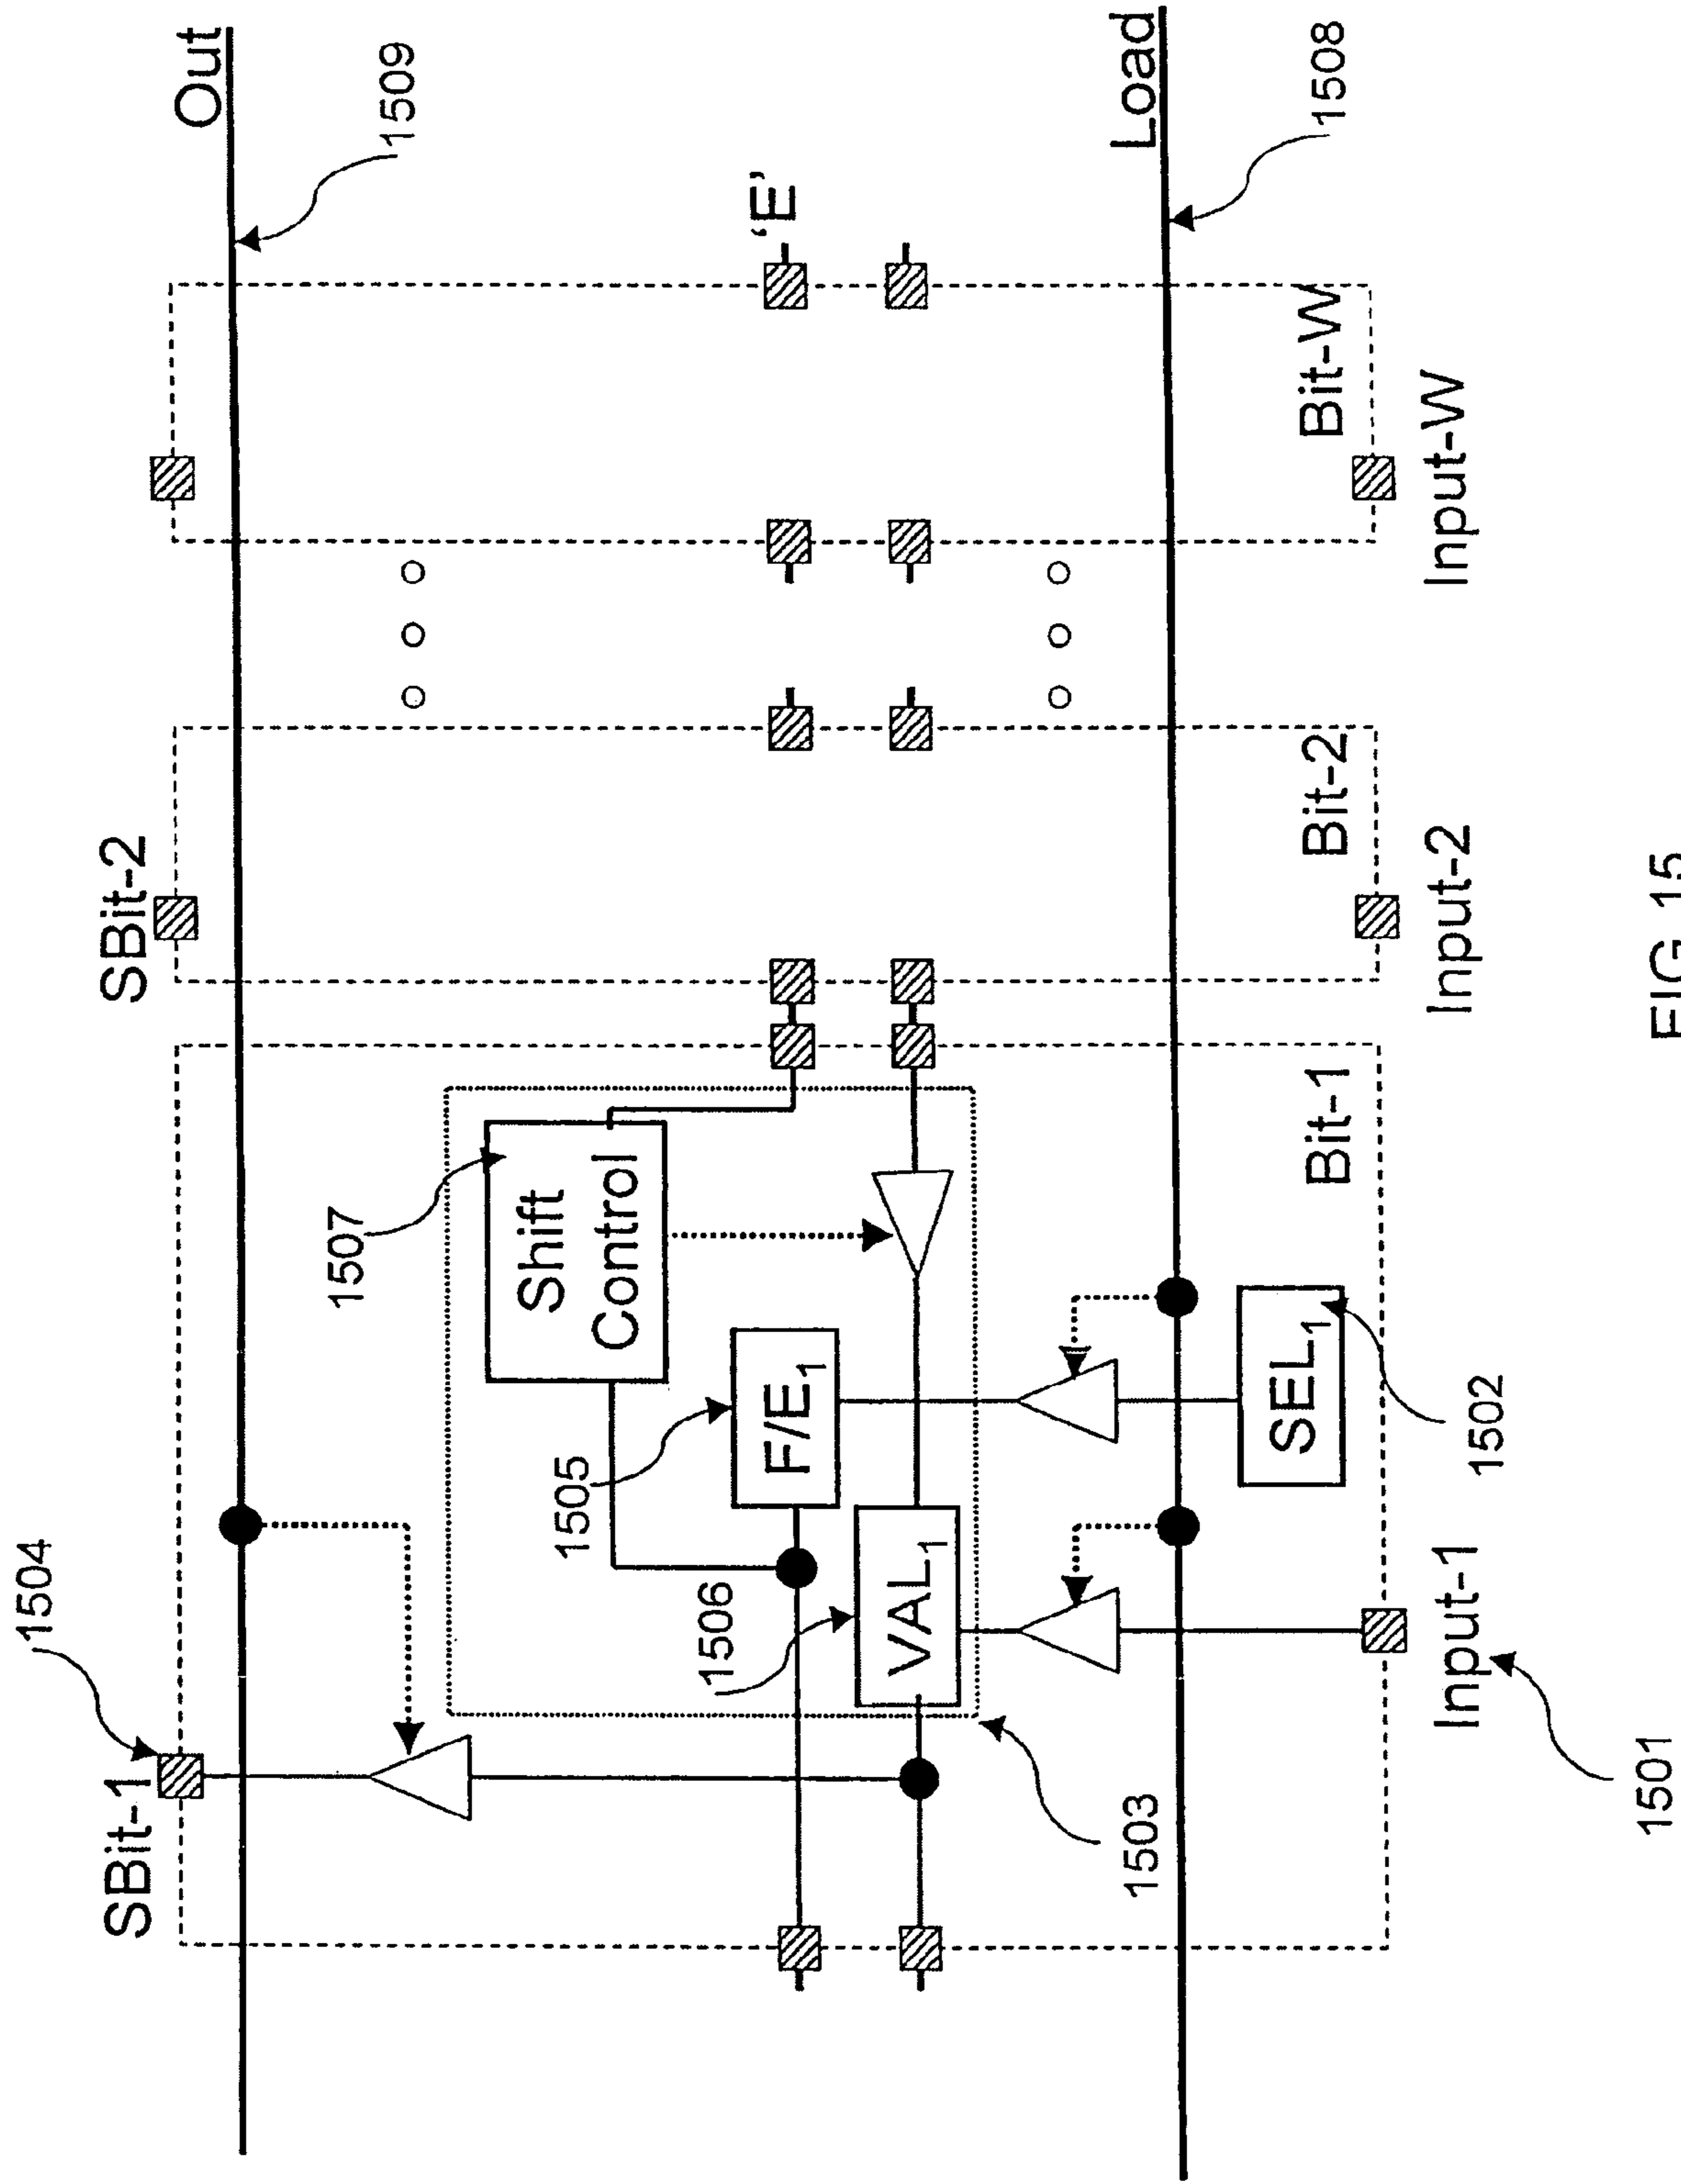 Out
1509
SBit-2
1504
SBit-1
'E'
1507
Shift
Control
1505
F/E1
1506
VAL1
1503
Load
1508
Bit-W
Input-W
Bit-2
Input-2
Bit-1
SEL1
1502
Input-1
1501
FIG 15